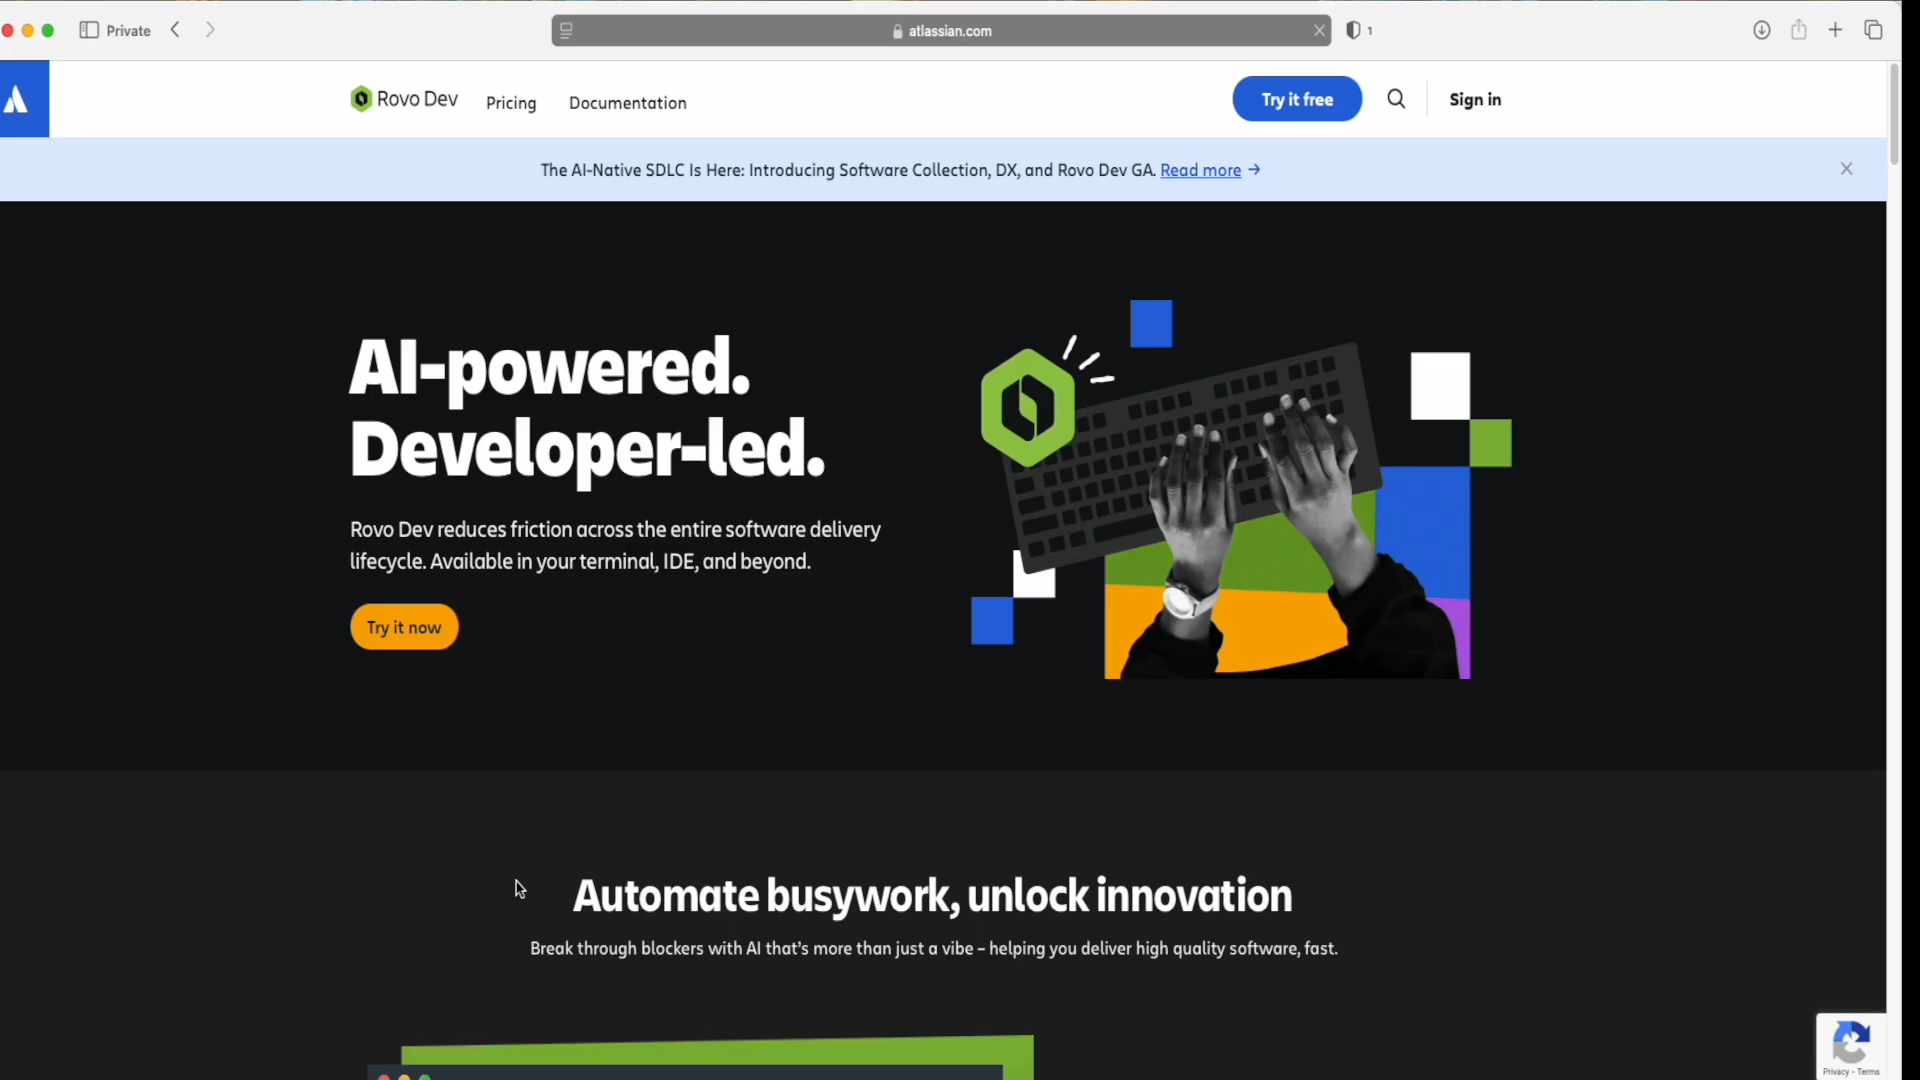 Private
atlassian.com
1
Rovo Dev
Pricing
Documentation
Try it free
Sign in
The AI-Native SDLC Is Here: Introducing Software Collection, DX, and Rovo Dev GA. Read more →
AI-powered.
Developer-led.
Rovo Dev reduces friction across the entire software delivery
lifecycle. Available in your terminal, IDE, and beyond.
Try it now
Automate busywork, unlock innovation
Break through blockers with AI that's more than just a vibe – helping you deliver high quality software, fast.
Privacy - Terms